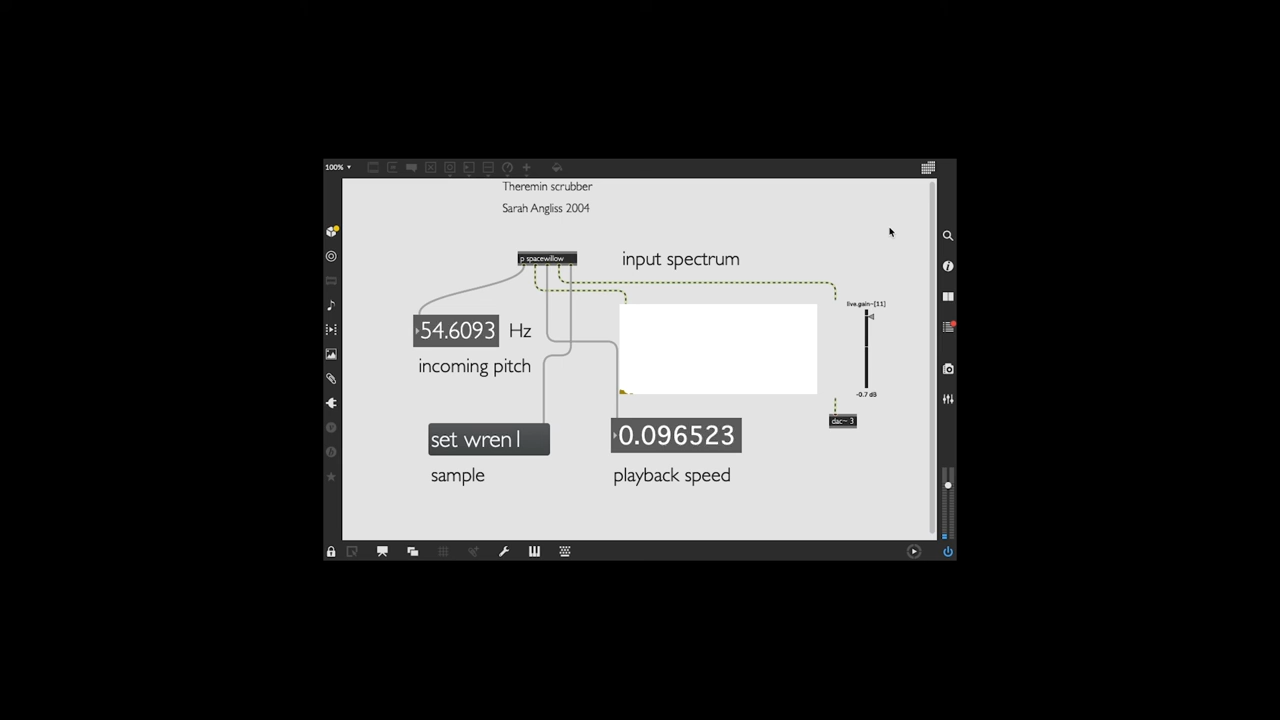 100%
Theremin scrubber
Sarah Angliss 2004
p spacewillow
input spectrum
live.gain~[11]
54.6093 Hz
incoming pitch
-0.7 dB
dac~ 3
set wren1
0.096523
sample
playback speed